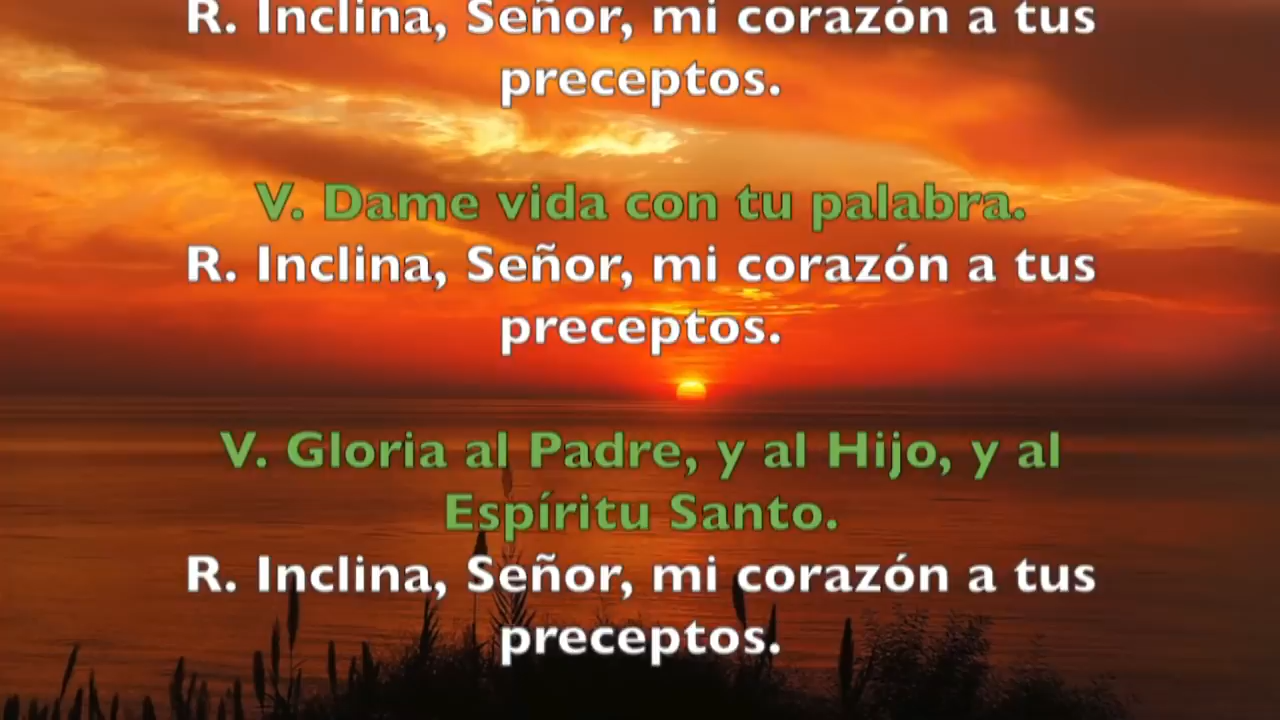 R. Inclina, Señor, mi corazón a tus
preceptos.
V. Dame vida con tu palabra.
R. Inclina, Señor, mi corazón a tus
preceptos.
V. Gloria al Padre, y al Hijo, y al
Espíritu Santo.
R. Inclina, Señor, mi corazón a tus
preceptos.